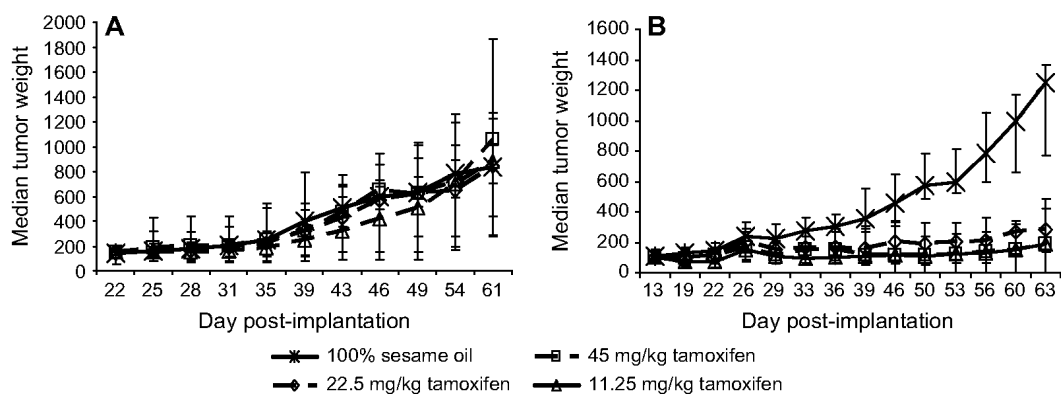 A
B
Median tumor weight
2000
1800
1600
1400
1200
1000
800
600
400
200
0
22 25 28 31 35 39 43 46 49 54 61
Day post-implantation
Median tumor weight
1600
1400
1200
1000
800
600
400
200
0
13 19 22 26 29 33 36 39 46 50 53 56 60 63
Day post-implantation
100% sesame oil
45 mg/kg tamoxifen
22.5 mg/kg tamoxifen
11.25 mg/kg tamoxifen